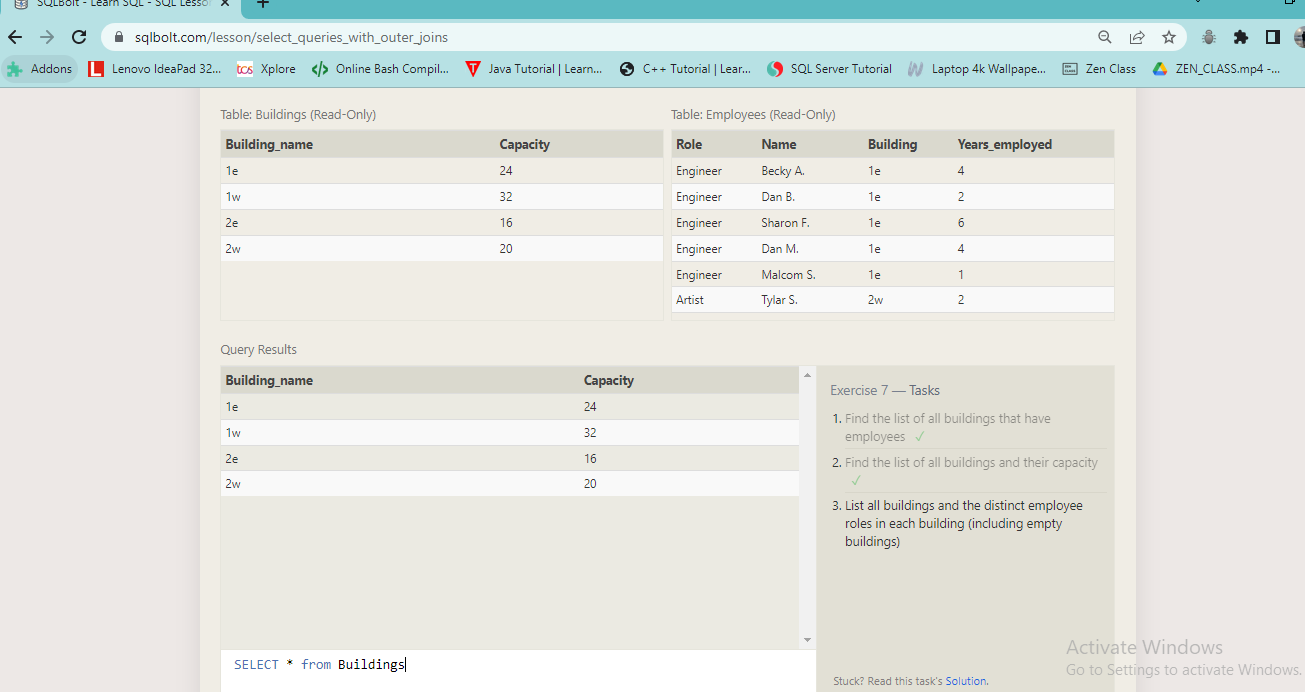 SQLBolt - Learn SQL - SQL Lesso
sqlbolt.com/lesson/select_queries_with_outer_joins
Addons Lenovo IdeaPad 32... tcs Xplore Online Bash Compil... Java Tutorial | Learn... C++ Tutorial | Lear... SQL Server Tutorial Laptop 4k Wallpape... Zen Class ZEN_CLASS.mp4 -...
Table: Buildings (Read-Only)
Building_name Capacity
1e 24
1w 32
2e 16
2w 20
Table: Employees (Read-Only)
Role Name Building Years_employed
Engineer Becky A. 1e 4
Engineer Dan B. 1e 2
Engineer Sharon F. 1e 6
Engineer Dan M. 1e 4
Engineer Malcom S. 1e 1
Artist Tylar S. 2w 2
Query Results
Building_name Capacity
1e 24
1w 32
2e 16
2w 20
SELECT * from Buildings
Exercise 7 — Tasks
1. Find the list of all buildings that have
employees ✓
2. Find the list of all buildings and their capacity
✓
3. List all buildings and the distinct employee
roles in each building (including empty
buildings)
Stuck? Read this task's Solution.
Activate Windows
Go to Settings to activate Windows.